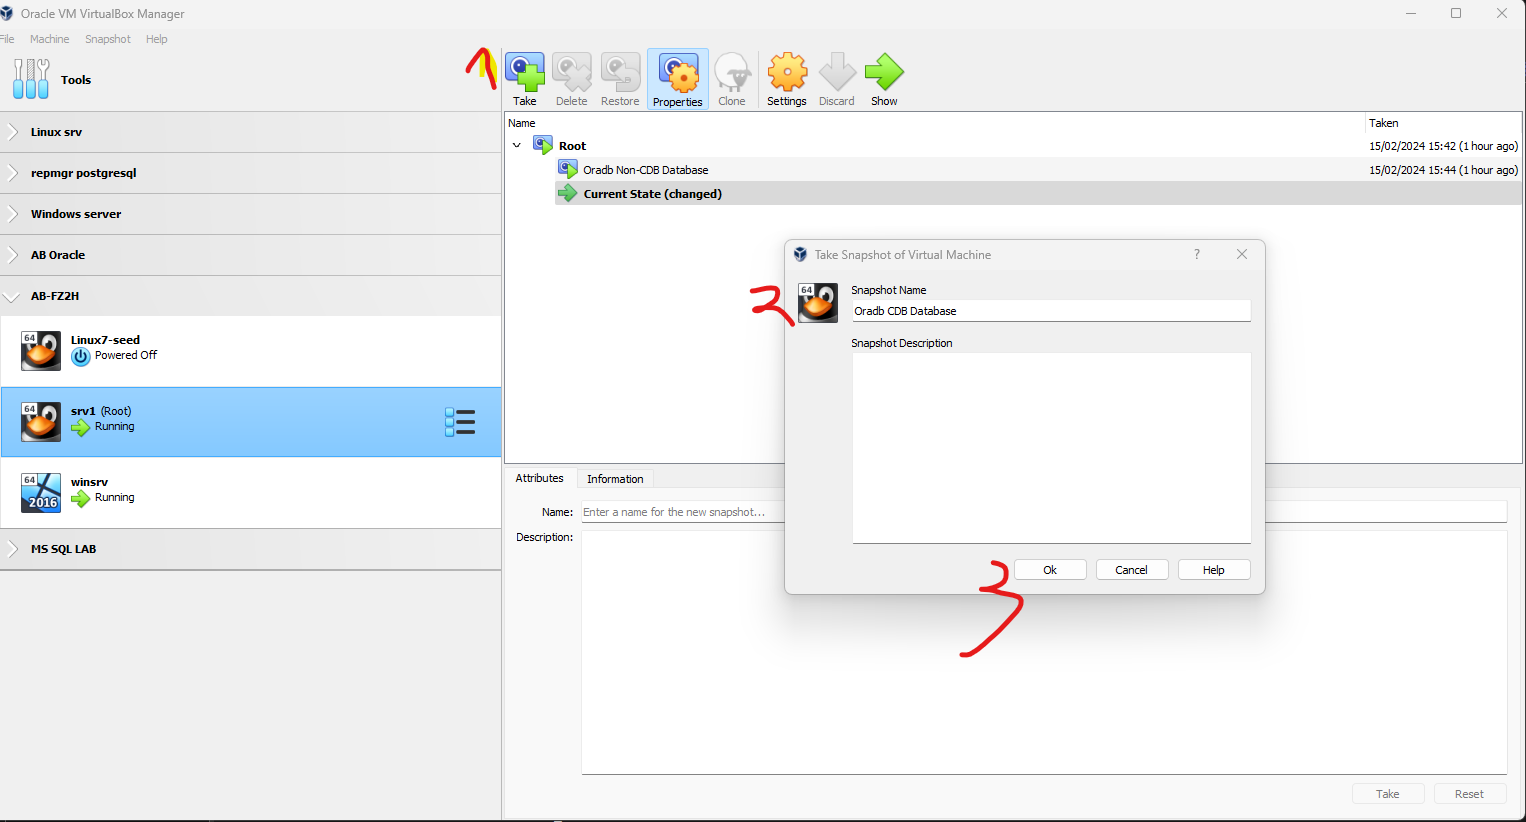 Oracle VM VirtualBox Manager
File Machine Snapshot Help
Tools
Linux srv
repmgr postgresql
Windows server
AB Oracle
AB-FZ2H
64
Linux7-seed
Powered Off
64
srv1 (Root)
Running
64
2016
winsrv
Running
MS SQL LAB
1
Take Delete Restore Properties Clone Settings Discard Show
Name Taken
Root 15/02/2024 15:42 (1 hour ago)
Oradb Non-CDB Database 15/02/2024 15:44 (1 hour ago)
Current State (changed)
Take Snapshot of Virtual Machine ?
2
64
Snapshot Name
Oradb CDB Database
Snapshot Description
3
Ok Cancel Help
Attributes Information
Name: Enter a name for the new snapshot...
Description:
Take Reset